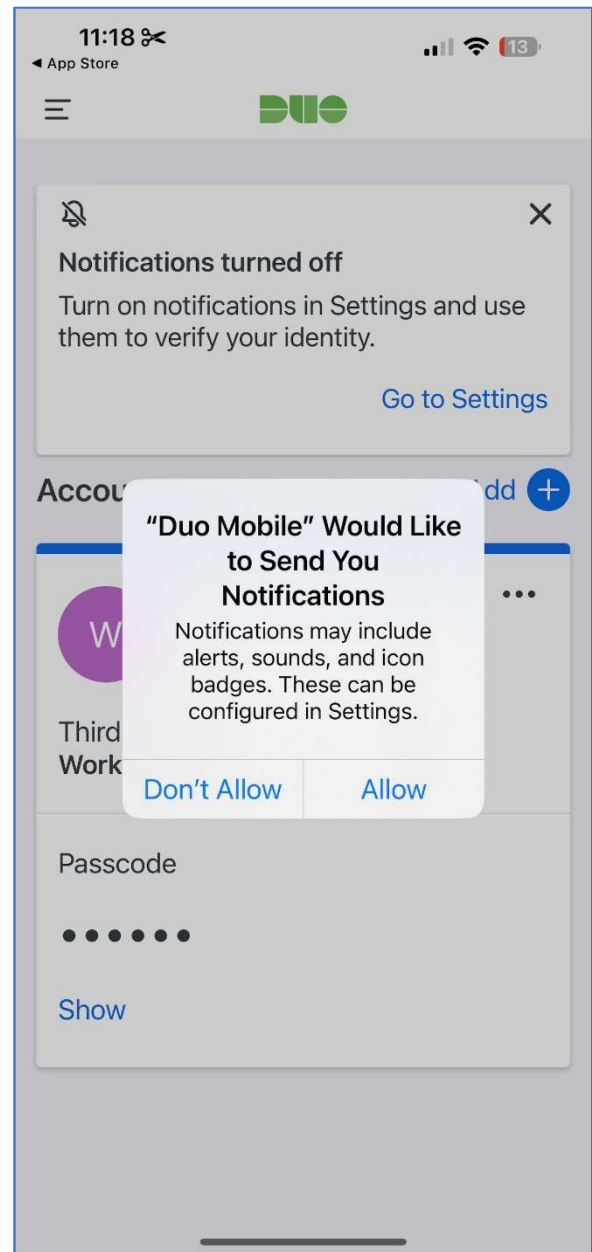 11:18
◀ App Store
13
DUO
Notifications turned off
Turn on notifications in Settings and use
them to verify your identity.
Go to Settings
Accou
dd
“Duo Mobile” Would Like
to Send You
Notifications
Notifications may include
alerts, sounds, and icon
badges. These can be
configured in Settings.
Don’t Allow
Allow
W
Third
Work
Passcode
••••••
Show